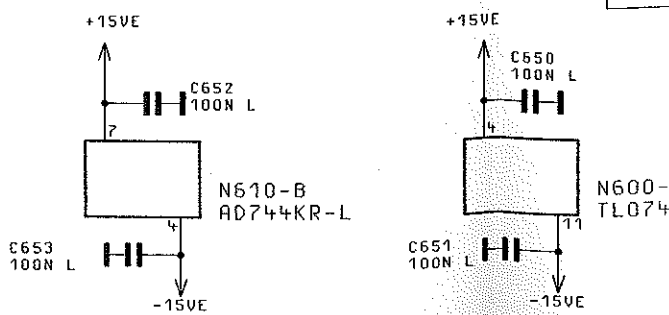 +15VE
C652
100N L
7
N610-B
AD744KR-L
4
C653
100N L
-15VE
+15VE
C650
100N L
4
N600-
TL074
11
C651
100N L
-15VE